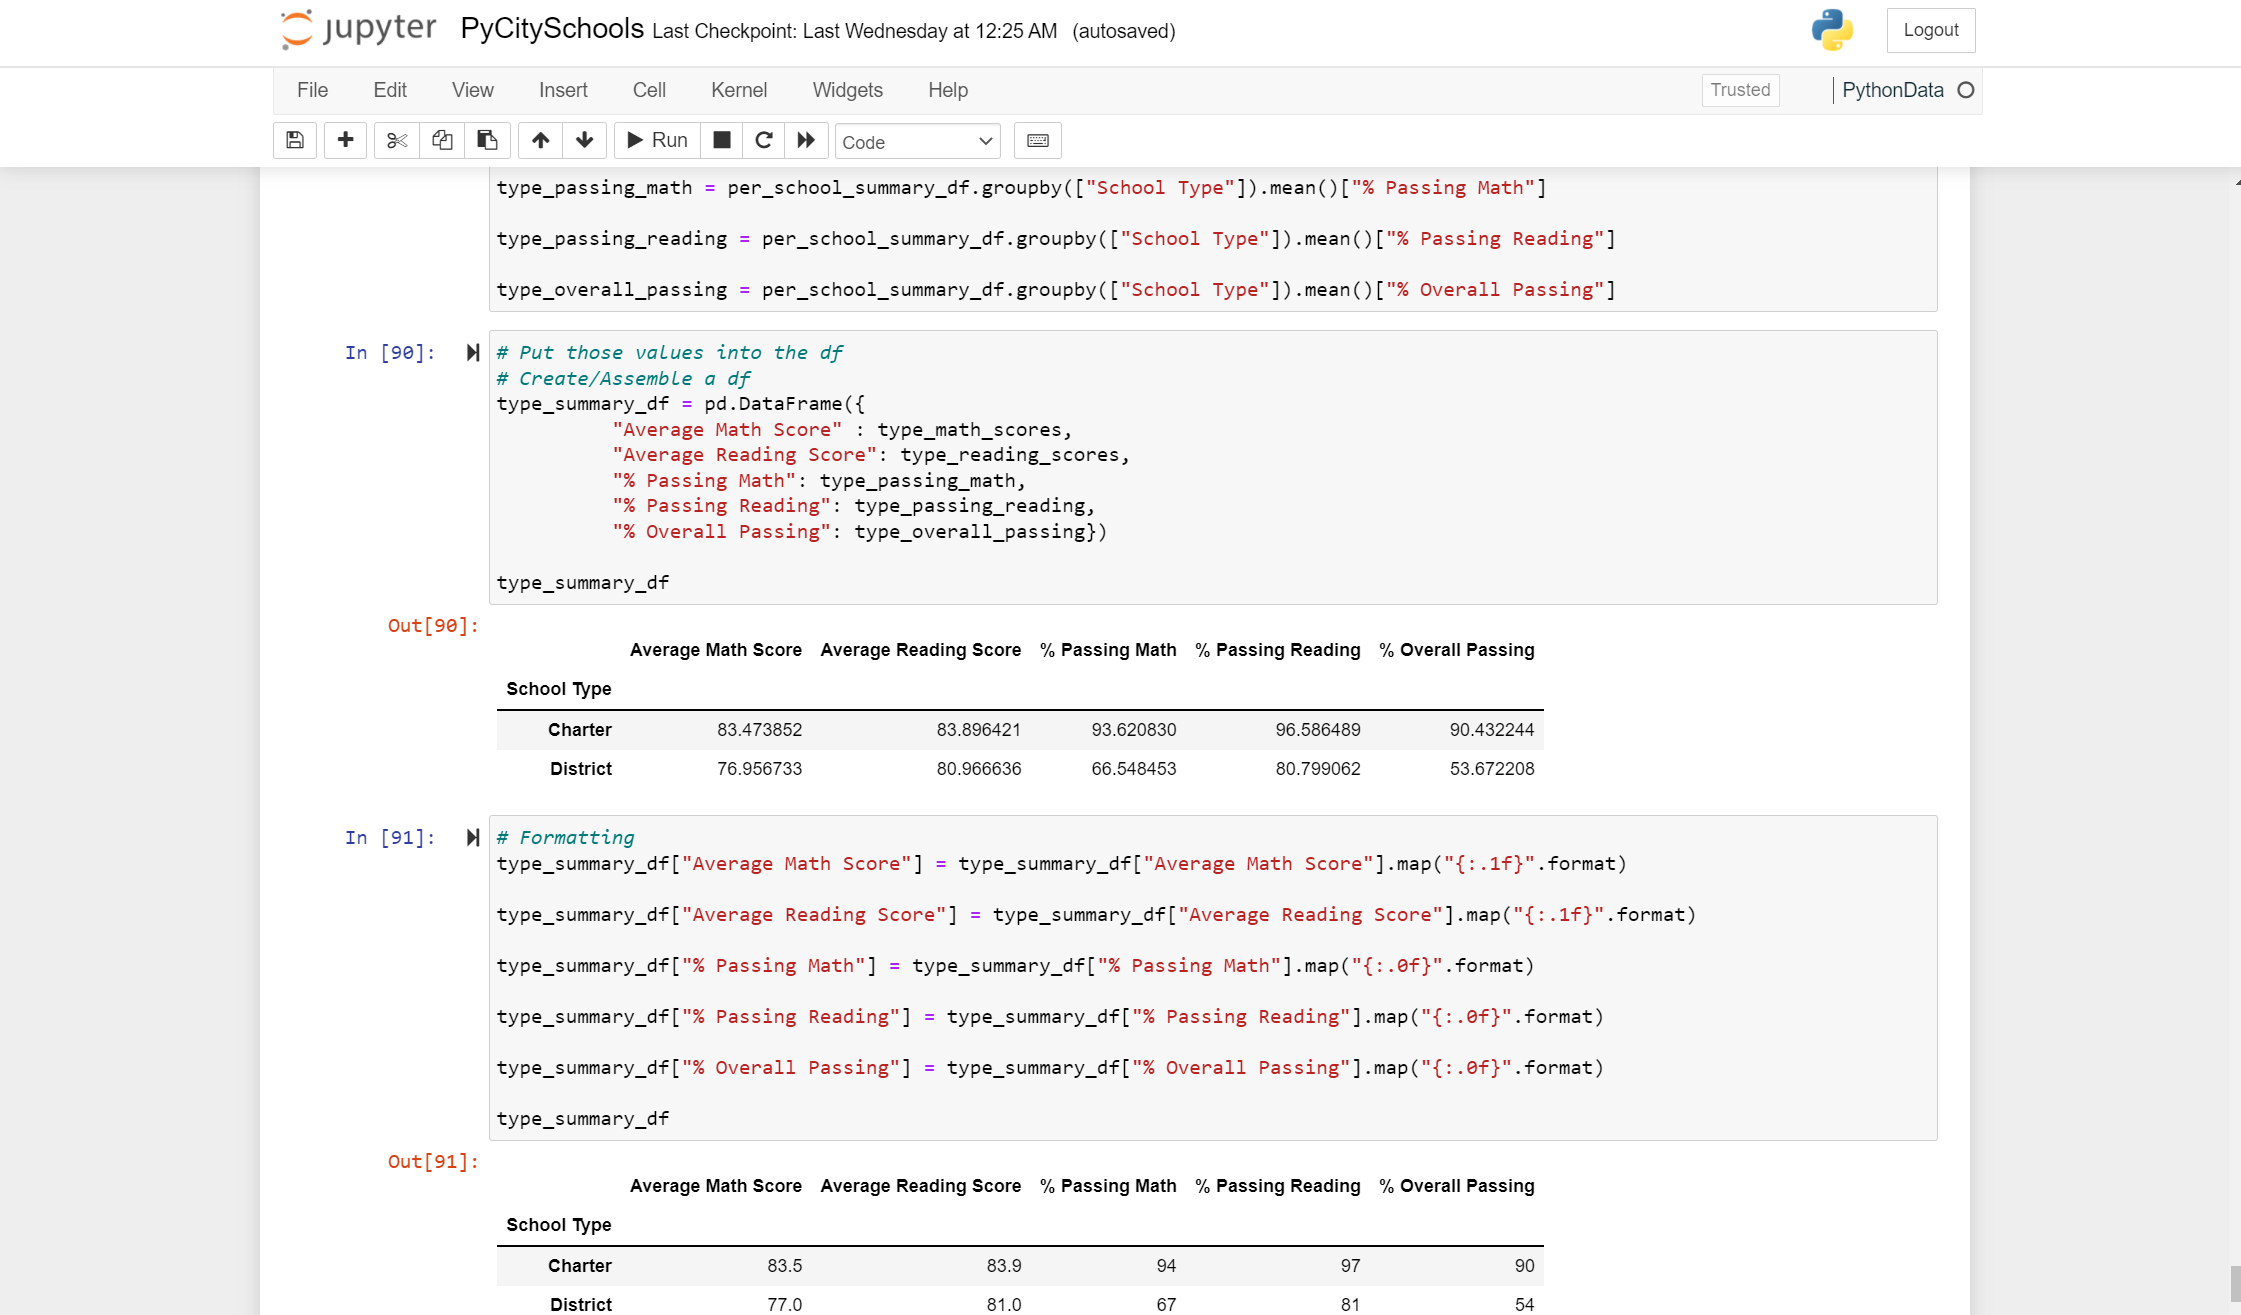 jupyter PyCitySchools Last Checkpoint: Last Wednesday at 12:25 AM (autosaved) Logout
File Edit View Insert Cell Kernel Widgets Help Trusted PythonData
Run Code
type_passing_math = per_school_summary_df.groupby(["School Type"]).mean()["% Passing Math"]
type_passing_reading = per_school_summary_df.groupby(["School Type"]).mean()["% Passing Reading"]
type_overall_passing = per_school_summary_df.groupby(["School Type"]).mean()["% Overall Passing"]
In [90]: # Put those values into the df
# Create/Assemble a df
type_summary_df = pd.DataFrame({
"Average Math Score" : type_math_scores,
"Average Reading Score": type_reading_scores,
"% Passing Math": type_passing_math,
"% Passing Reading": type_passing_reading,
"% Overall Passing": type_overall_passing})
type_summary_df
Out[90]:
Average Math Score Average Reading Score % Passing Math % Passing Reading % Overall Passing
School Type
Charter 83.473852 83.896421 93.620830 96.586489 90.432244
District 76.956733 80.966636 66.548453 80.799062 53.672208
In [91]: # Formatting
type_summary_df["Average Math Score"] = type_summary_df["Average Math Score"].map("{:.1f}".format)
type_summary_df["Average Reading Score"] = type_summary_df["Average Reading Score"].map("{:.1f}".format)
type_summary_df["% Passing Math"] = type_summary_df["% Passing Math"].map("{:.0f}".format)
type_summary_df["% Passing Reading"] = type_summary_df["% Passing Reading"].map("{:.0f}".format)
type_summary_df["% Overall Passing"] = type_summary_df["% Overall Passing"].map("{:.0f}".format)
type_summary_df
Out[91]:
Average Math Score Average Reading Score % Passing Math % Passing Reading % Overall Passing
School Type
Charter 83.5 83.9 94 97 90
District 77.0 81.0 67 81 54